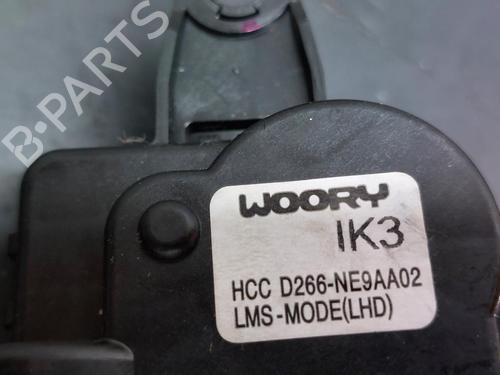 B-PARTS
WOORY
IK3
HCC D266-NE9AA02
LMS-MODE(LHD)